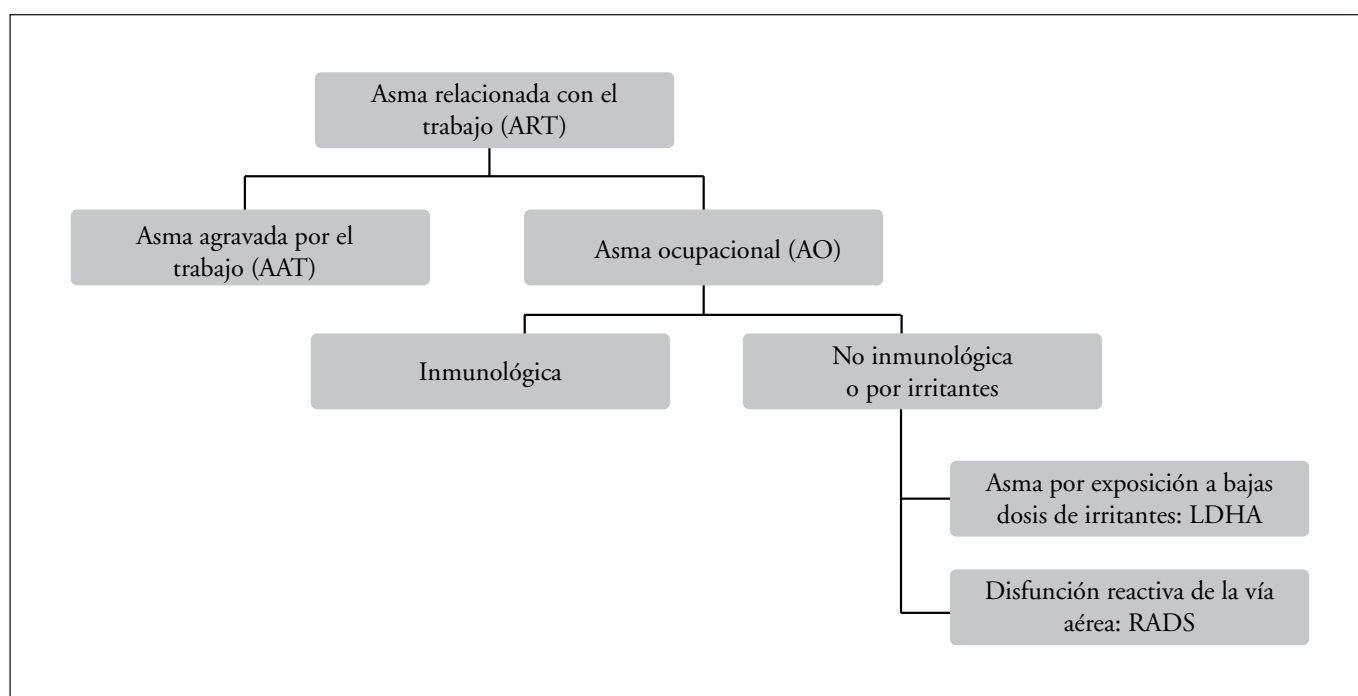 Asma relacionada con el
trabajo (ART)
Asma agravada por el
trabajo (AAT)
Asma ocupacional (AO)
Inmunológica
No inmunológica
o por irritantes
Asma por exposición a bajas
dosis de irritantes: LDHA
Disfunción reactiva de la vía
aérea: RADS